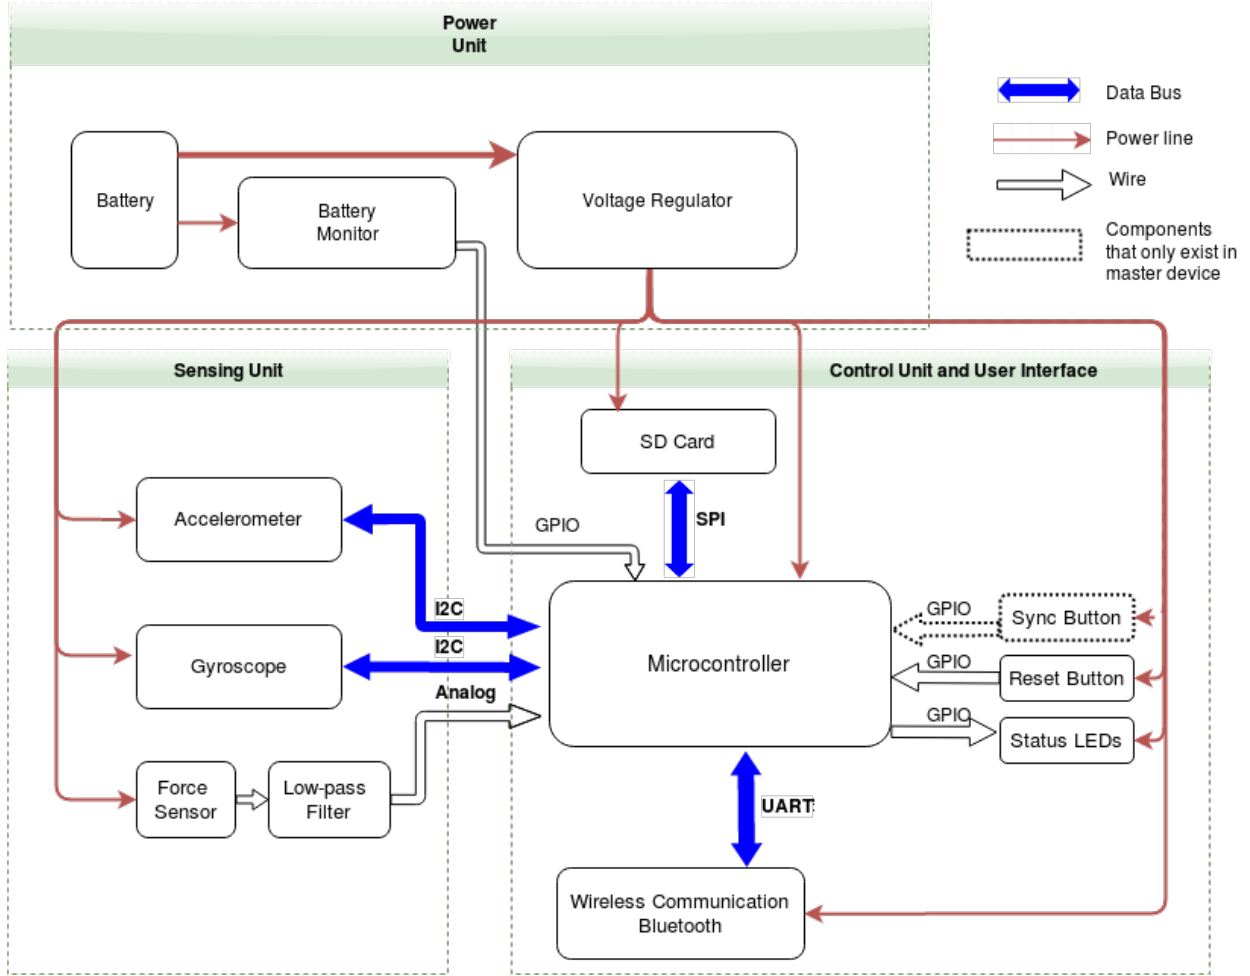 Power
Unit
Data Bus
Power line
Wire
Components
that only exist in
master device
Battery
Battery
Monitor
Voltage Regulator
Sensing Unit
Control Unit and User Interface
SD Card
SPI
GPIO
Accelerometer
I2C
I2C
Gyroscope
Analog
Microcontroller
GPIO
Sync Button
GPIO
Reset Button
GPIO
Status LEDs
Force
Sensor
Low-pass
Filter
UART
Wireless Communication
Bluetooth